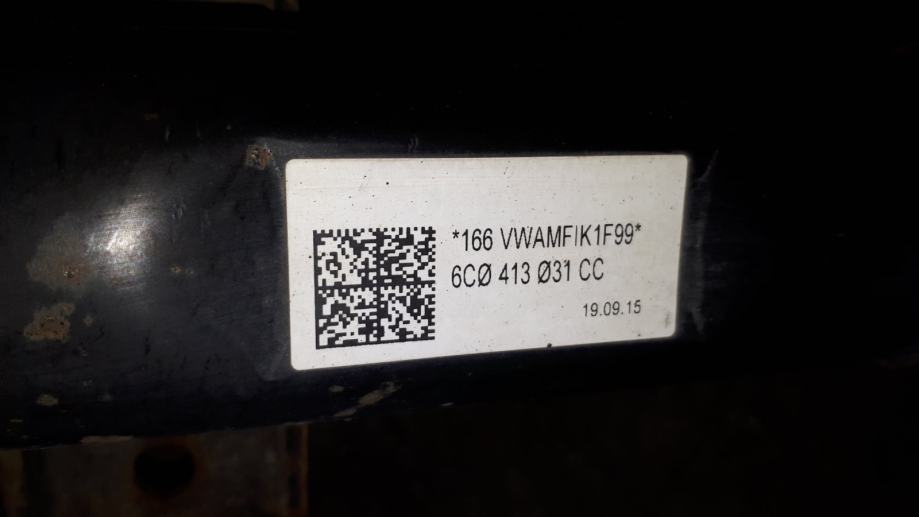 *166 VWAMFIK1F99*
6CØ 413 Ø31 CC
19.09.15